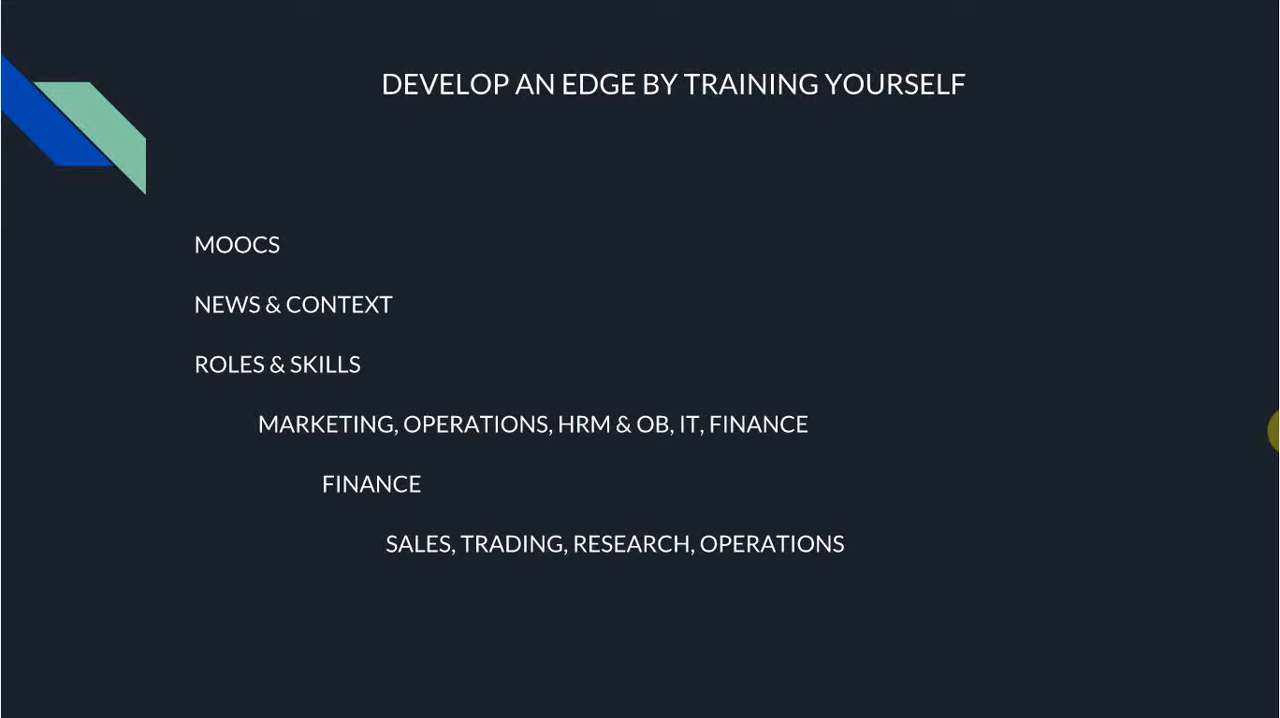 DEVELOP AN EDGE BY TRAINING YOURSELF
MOOCS
NEWS & CONTEXT
ROLES & SKILLS
MARKETING, OPERATIONS, HRM & OB, IT, FINANCE
FINANCE
SALES, TRADING, RESEARCH, OPERATIONS